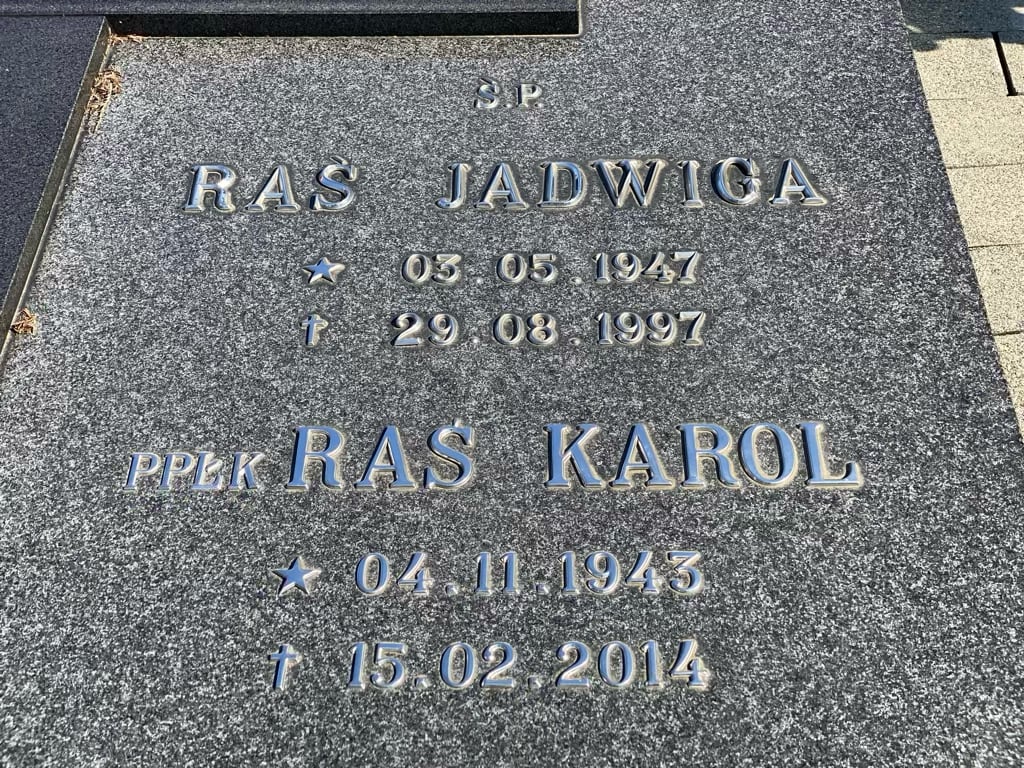 Ś.P.
RAŚ JADWIGA
★ 03.05.1947
† 29.08.1997
PPŁK RAŚ KAROL
★ 04.11.1943
† 15.02.2014